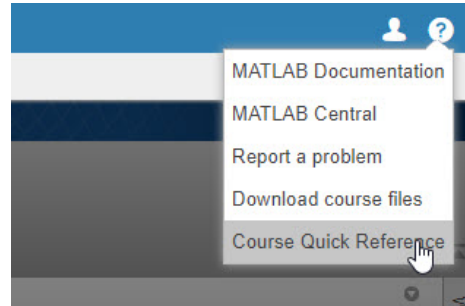 ?
MATLAB Documentation
MATLAB Central
Report a problem
Download course files
Course Quick Reference